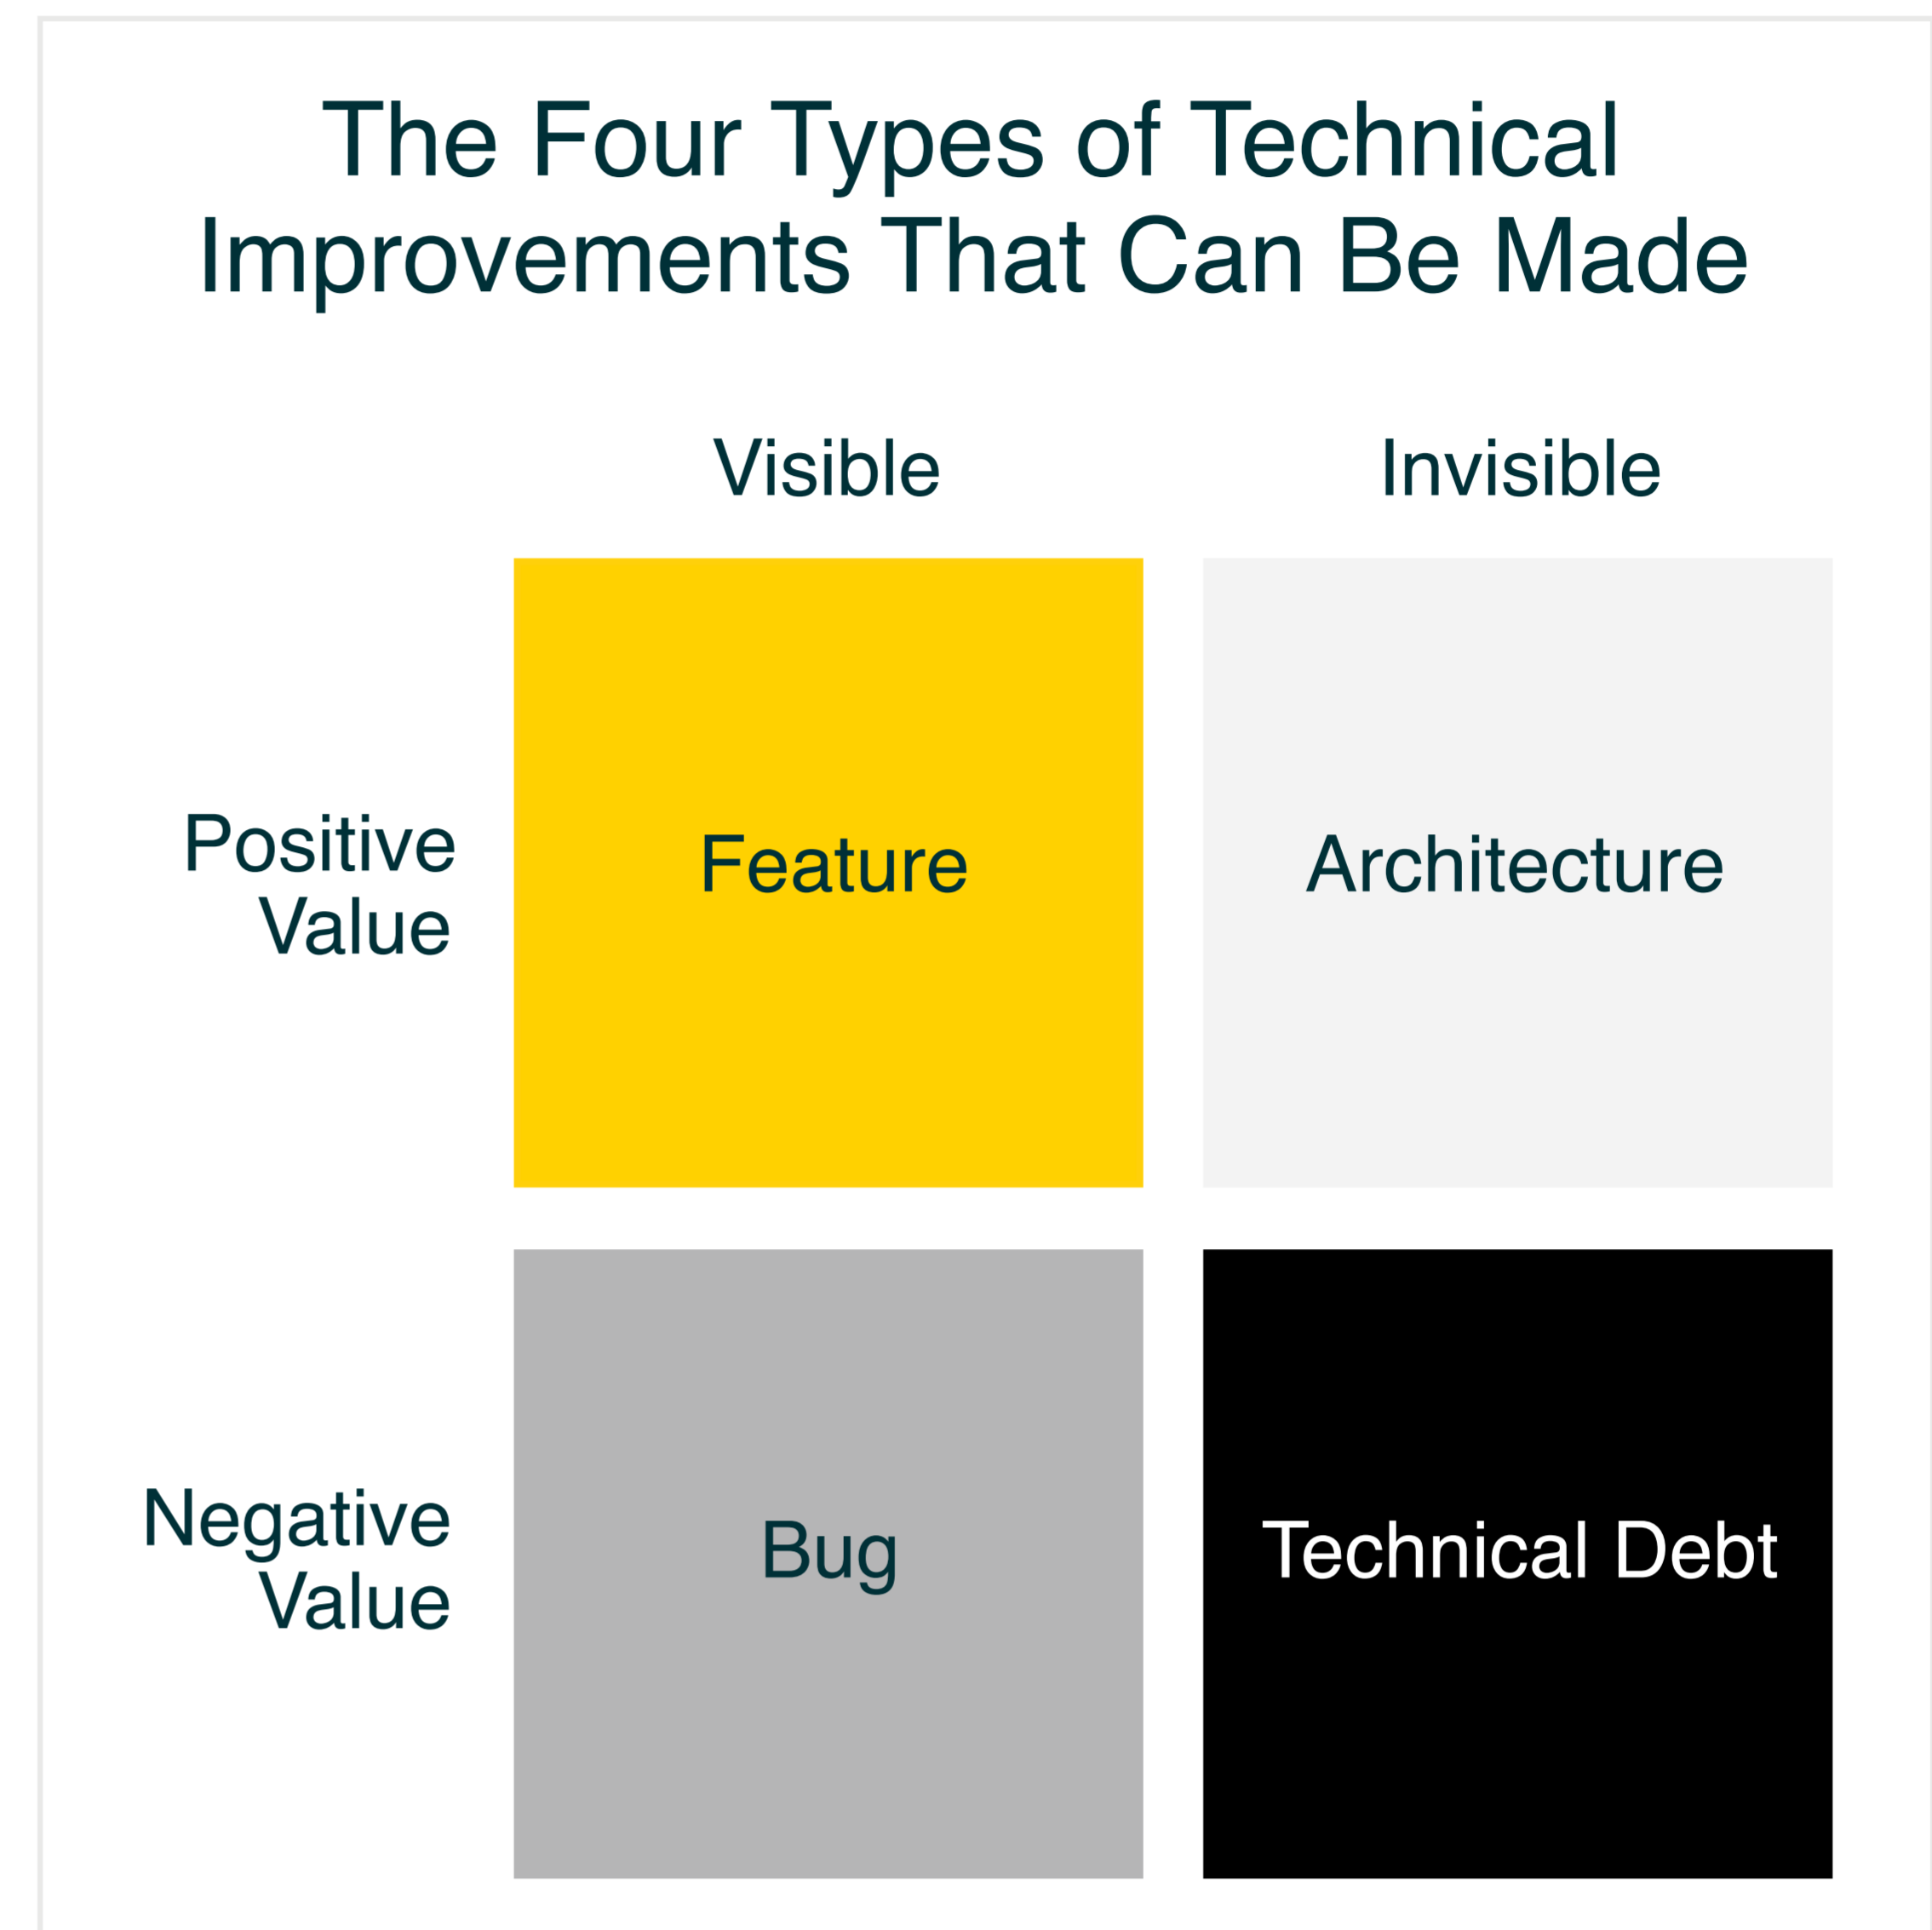 The Four Types of Technical
Improvements That Can Be Made
Visible
Invisible
Positive
Value
Feature
Architecture
Negative
Value
Bug
Technical Debt